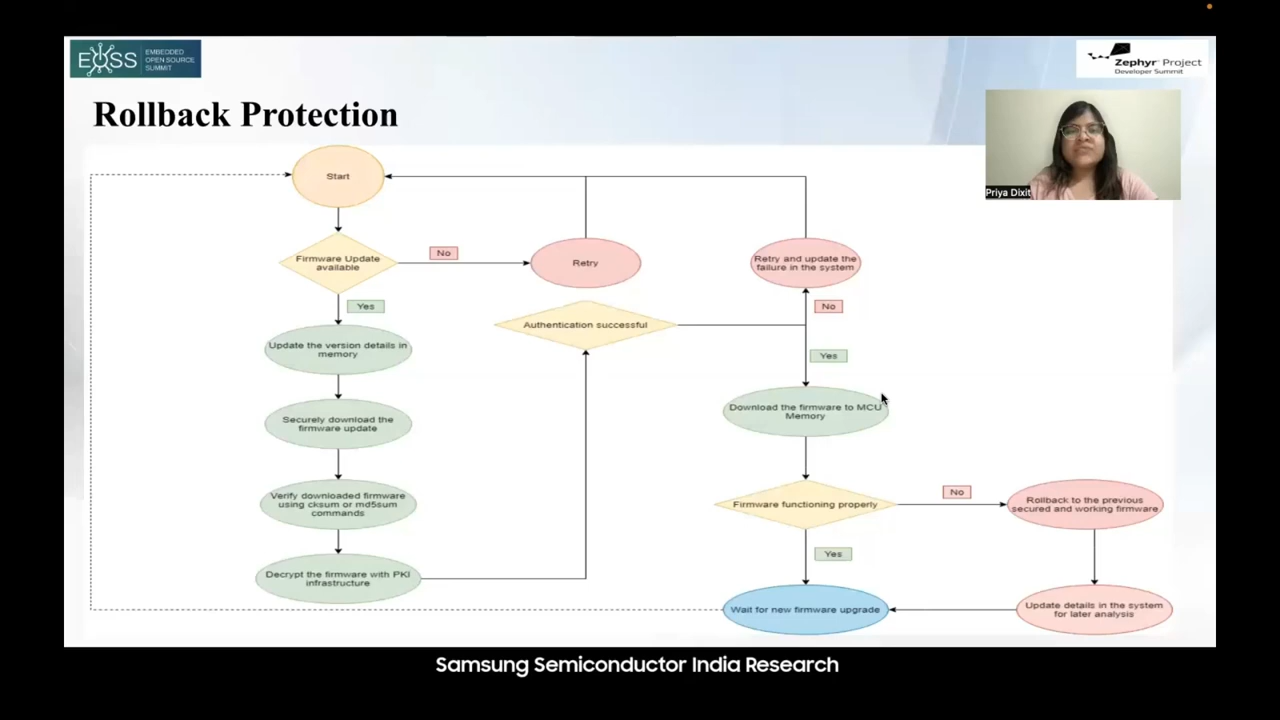 EOSS
EMBEDDED
OPEN SOURCE
SUMMIT
Zephyr Project
Developer Summit
Rollback Protection
Priya Dixit
Start
Firmware Update
available
No
Retry
Retry and update the
failure in the system
Yes
No
Authentication successful
Update the version details in
memory
Yes
Download the firmware to MCU
Memory
Securely download the
firmware update
Verify downloaded firmware
using cksum or md5sum
commands
Firmware functioning properly
No
Rollback to the previous
secured and working firmware
Yes
Decrypt the firmware with PKI
infrastructure
Wait for new firmware upgrade
Update details in the system
for later analysis
Samsung Semiconductor India Research